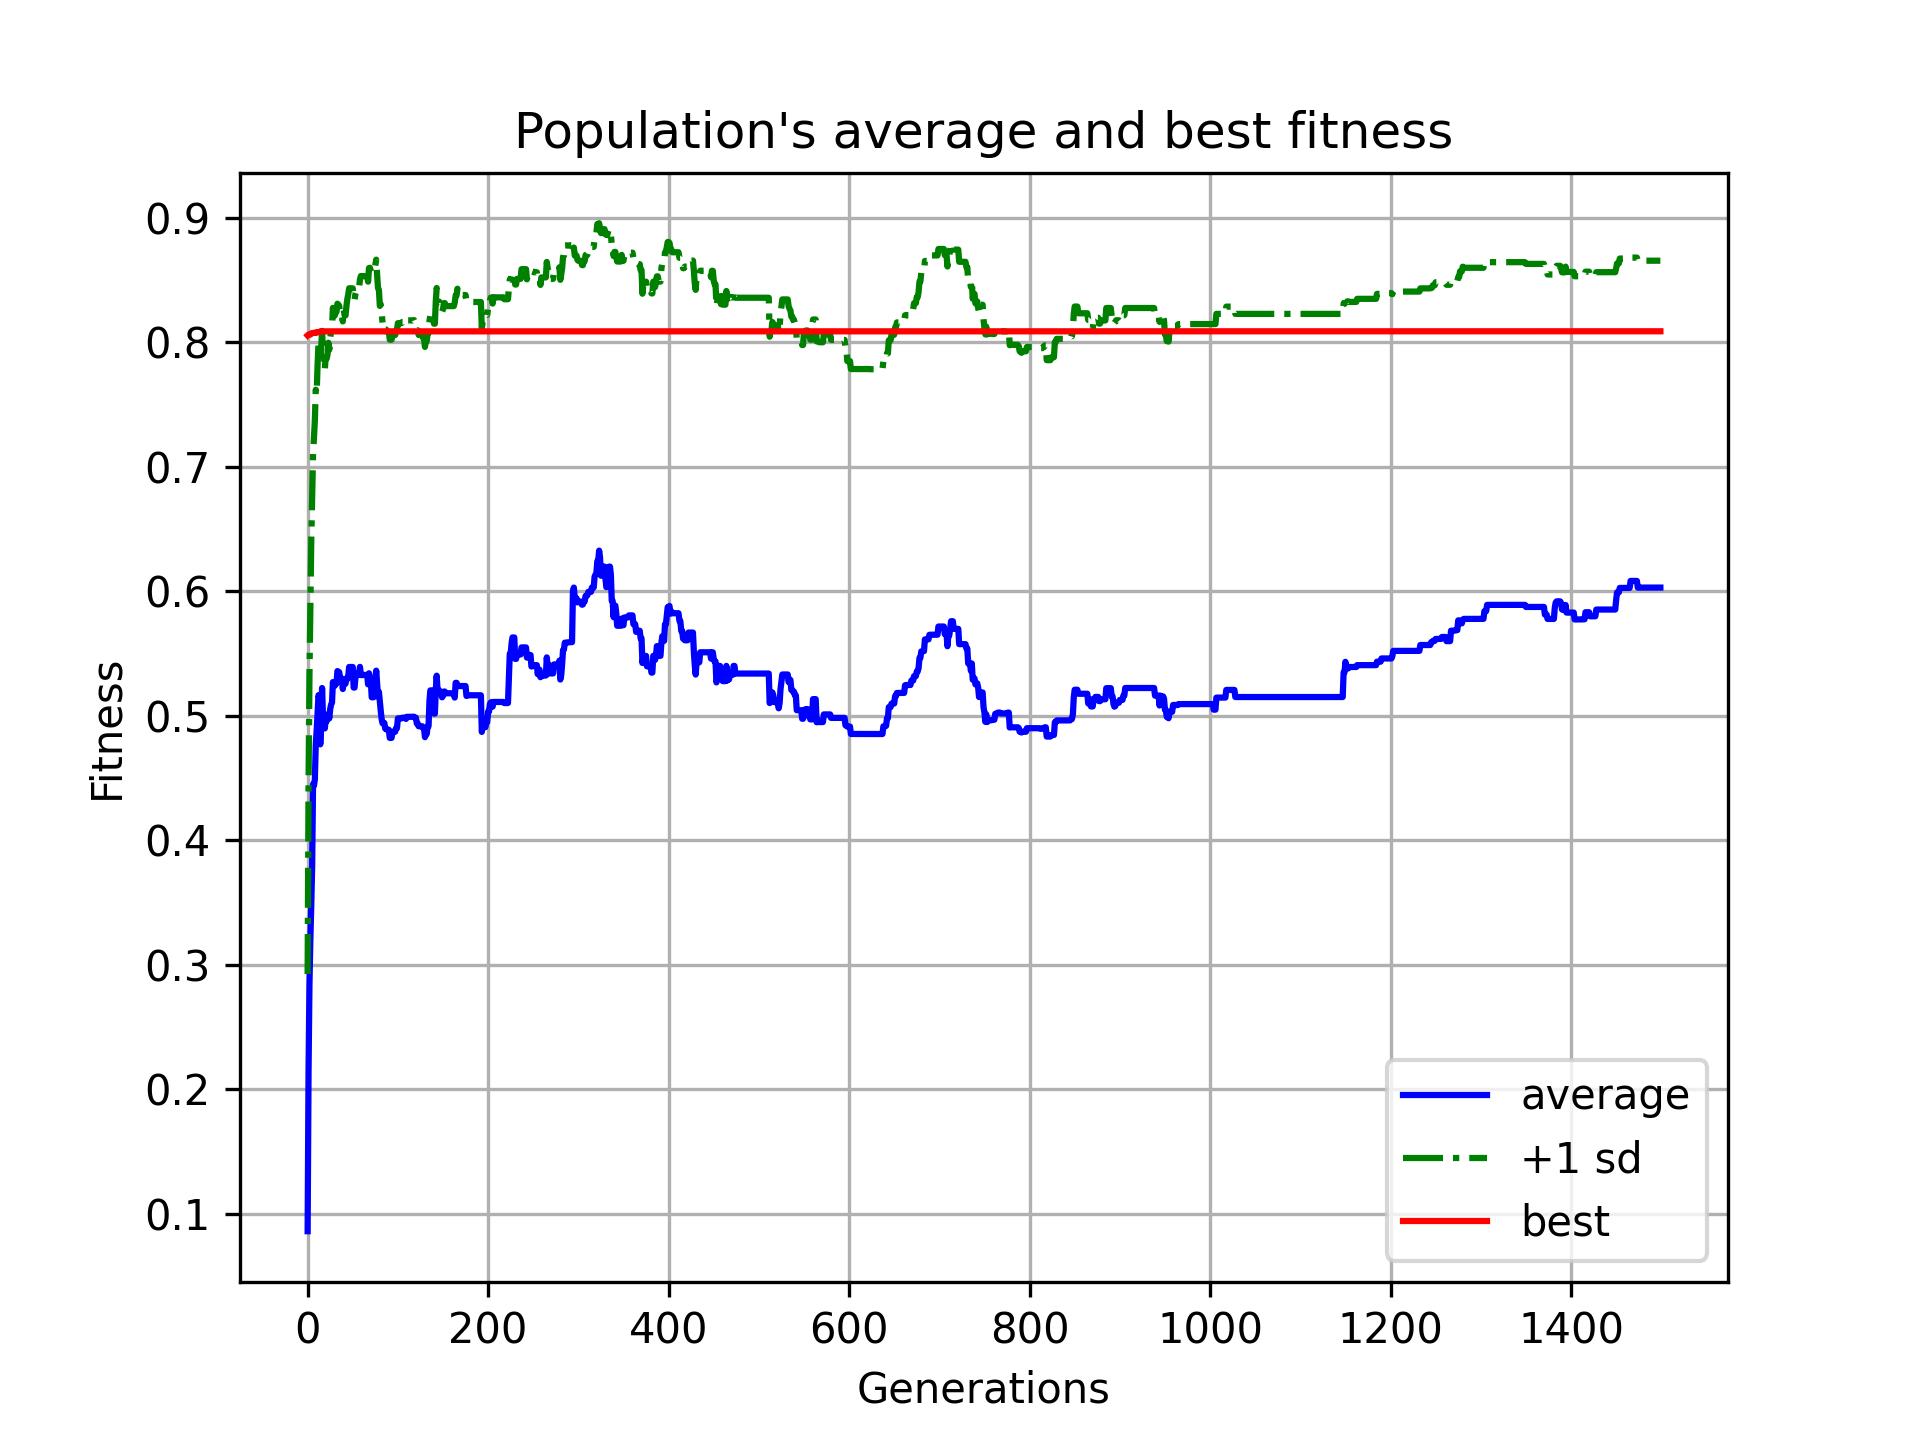 Population's average and best fitness
0.9
0.8
0.7
0.6
0.5
0.4
0.3
0.2
0.1
Fitness
average
+1 sd
best
0 200 400 600 800 1000 1200 1400
Generations